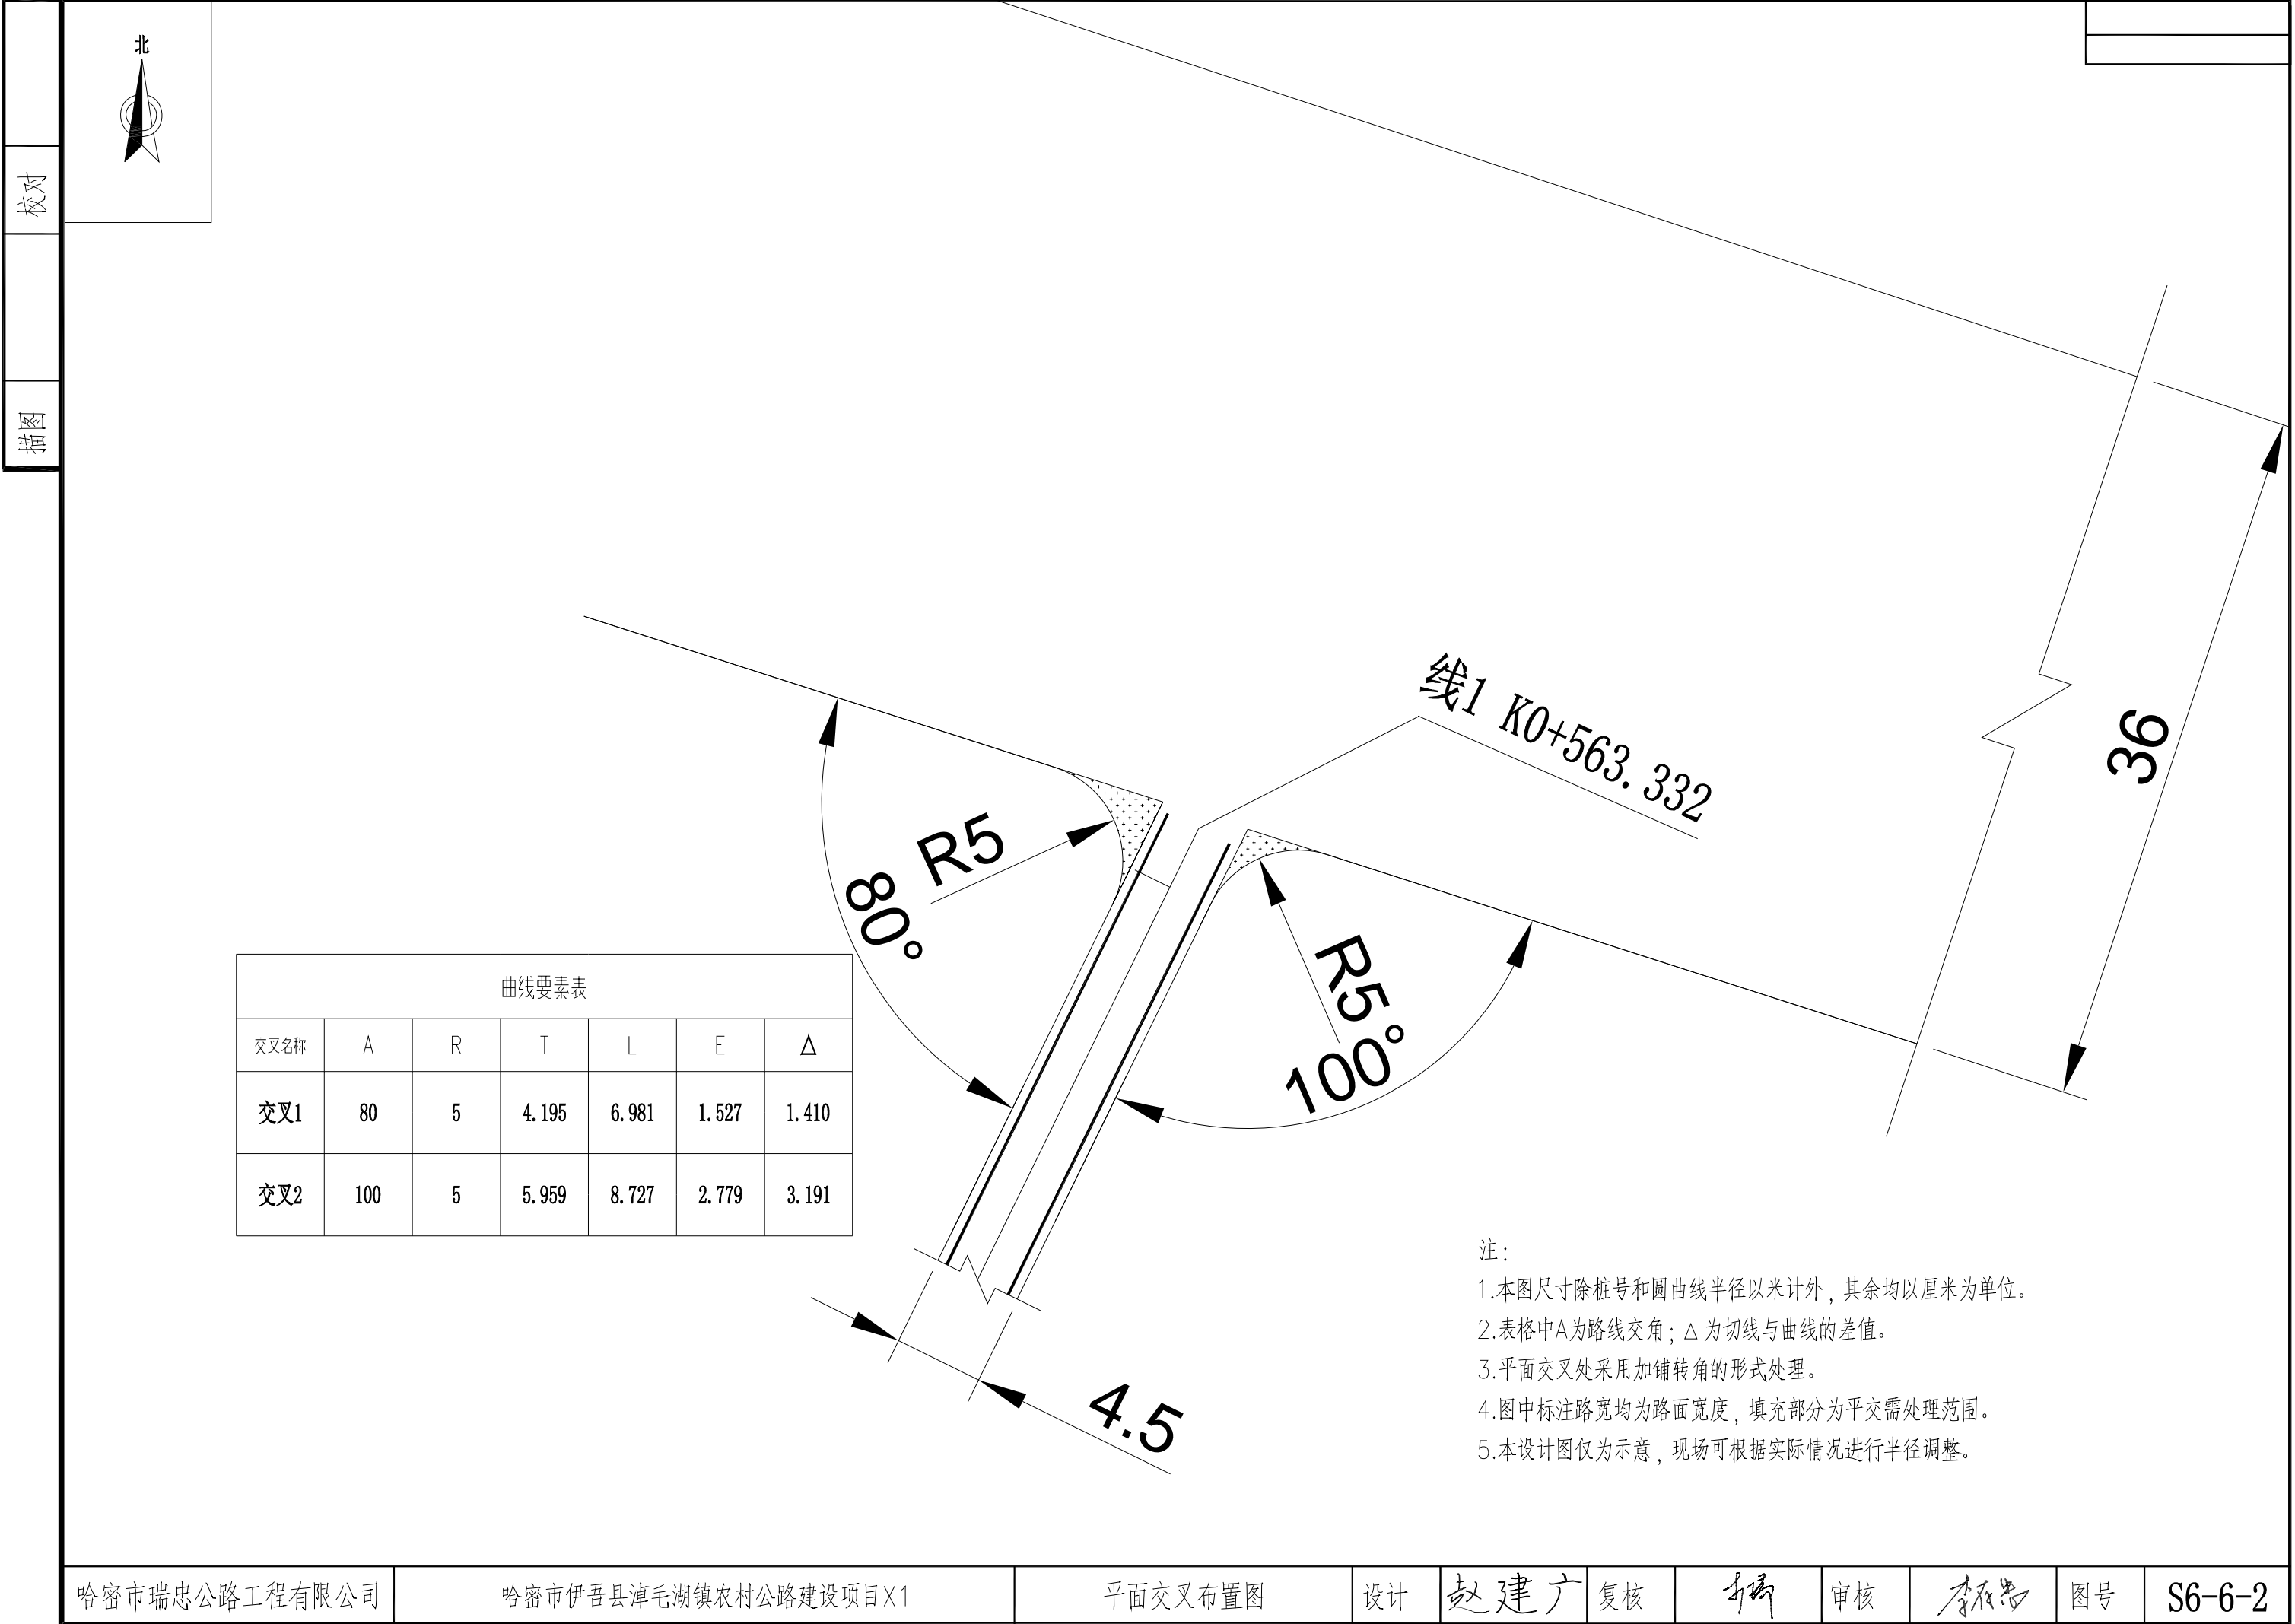 北
校对
描图
线1 K0+563.332
36
R5
80°
R5
100°
4.5
曲线要素表
交叉名称 A R T L E Δ
交叉1 80 5 4.195 6.981 1.527 1.410
交叉2 100 5 5.959 8.727 2.779 3.191
注:
1.本图尺寸除桩号和圆曲线半径以米计外,其余均以厘米为单位。
2.表格中A为路线交角;Δ为切线与曲线的差值。
3.平面交叉处采用加铺转角的形式处理。
4.图中标注路宽均为路面宽度,填充部分为平交需处理范围。
5.本设计图仅为示意,现场可根据实际情况进行半径调整。
哈密市瑞忠公路工程有限公司 哈密市伊吾县淖毛湖镇农村公路建设项目X1 平面交叉布置图 设计 赵建广 复核 审核 图号 S6-6-2